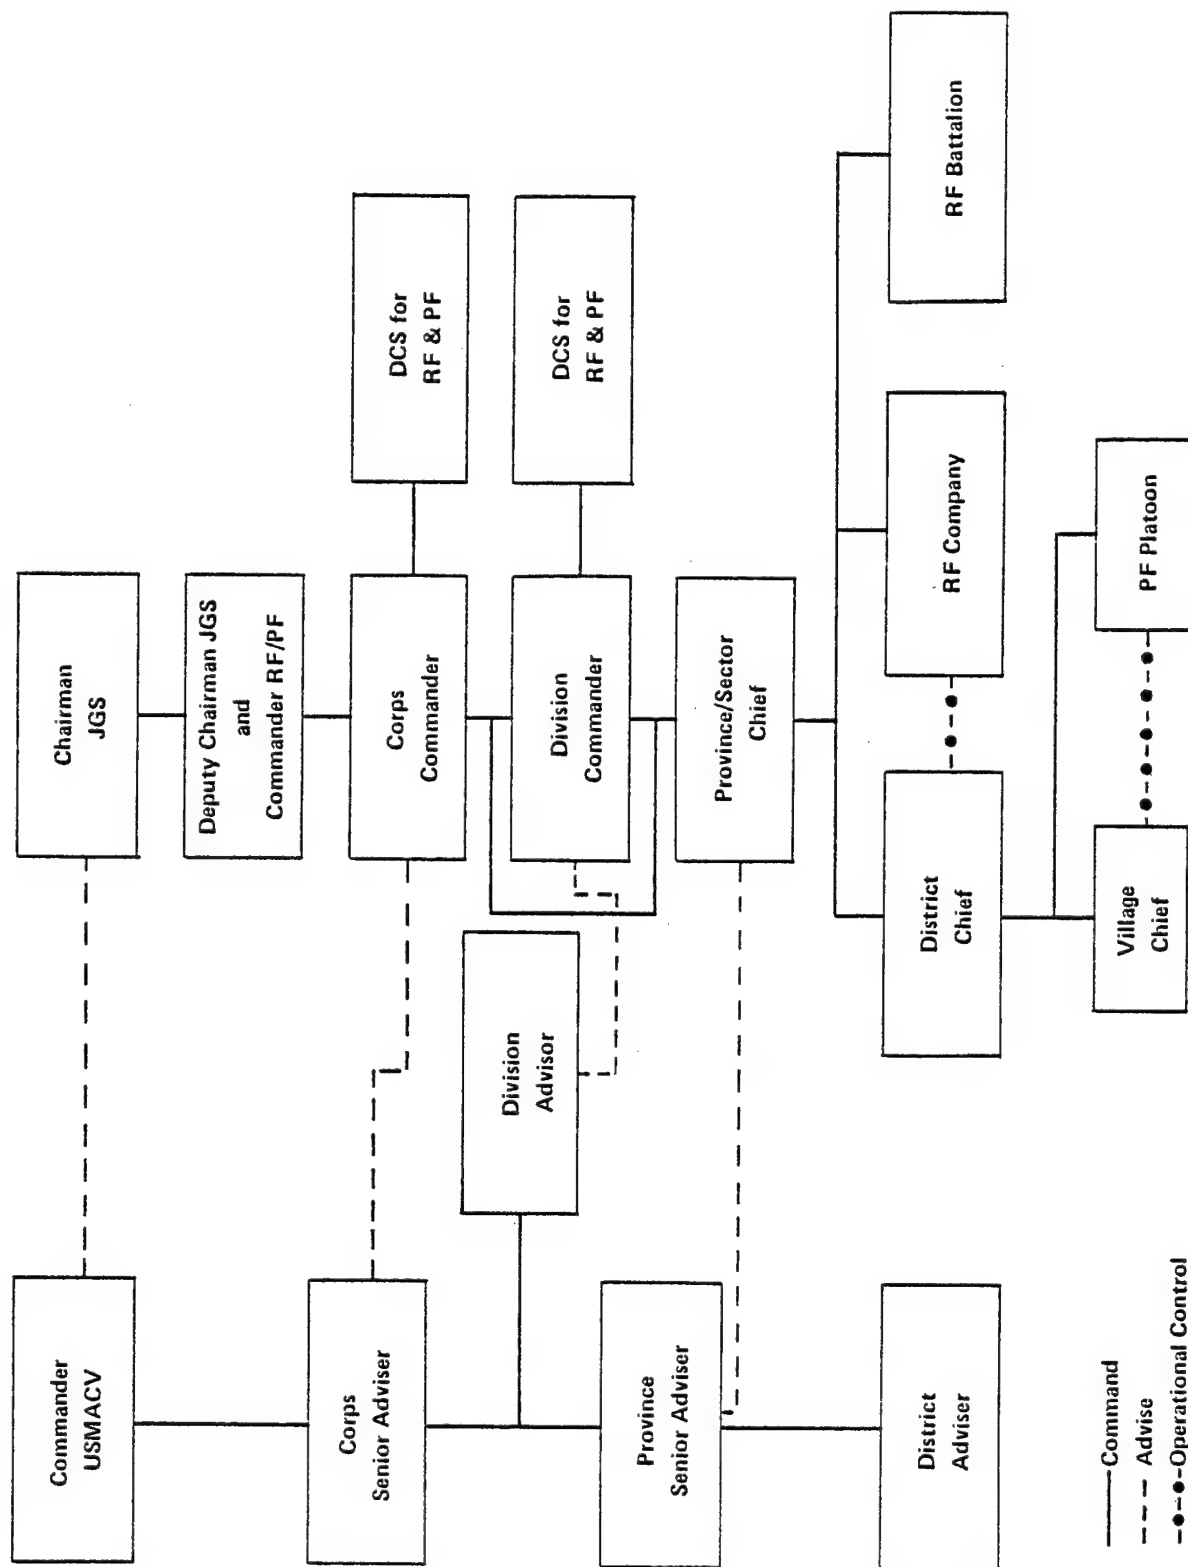 Commander
USMACV
Chairman
JGS
Deputy Chairman JGS
and
Commander RF/PF
Corps
Senior Adviser
Corps
Commander
DCS for
RF & PF
Division
Advisor
Division
Commander
DCS for
RF & PF
Province
Senior Adviser
Province/Sector
Chief
District
Adviser
District
Chief
RF Company
RF Battalion
Village
Chief
PF Platoon
Command
Advise
Operational Control